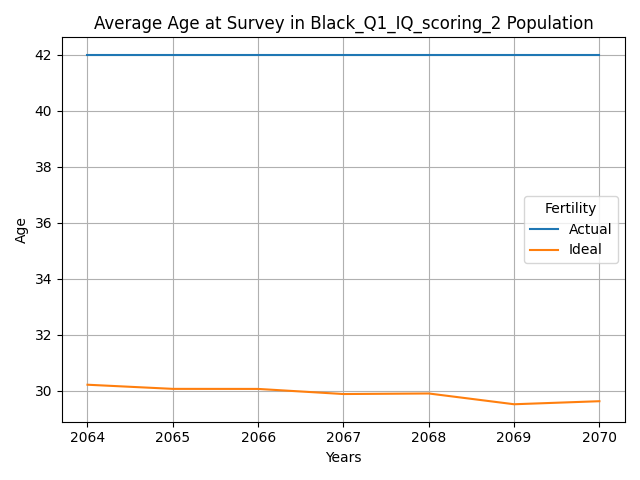 Average Age at Survey in Black_Q1_IQ_scoring_2 Population
42
40
38
36
34
32
30
Age
Fertility
Actual
Ideal
2064 2065 2066 2067 2068 2069 2070
Years